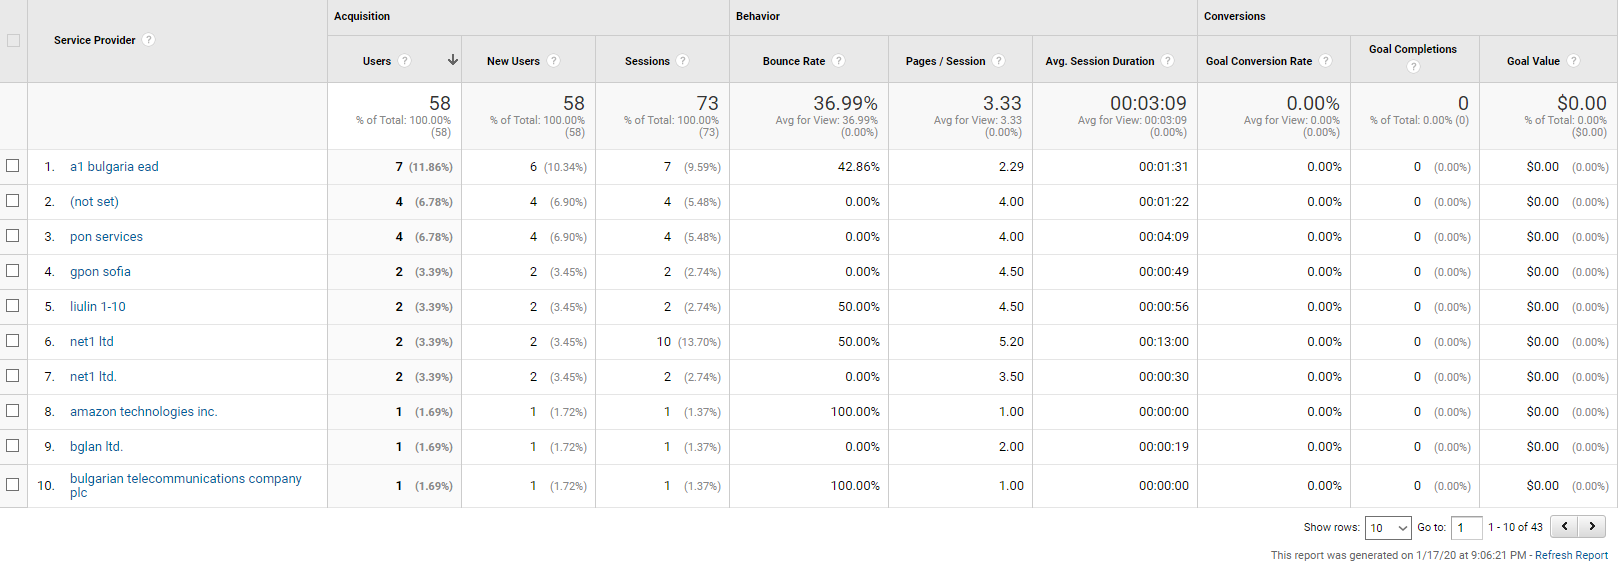 Service Provider ?
Acquisition
Behavior
Conversions
Users ?
New Users ?
Sessions ?
Bounce Rate ?
Pages / Session ?
Avg. Session Duration ?
Goal Conversion Rate ?
Goal Completions
?
Goal Value ?
58
% of Total: 100.00%
(58)
58
% of Total: 100.00%
(58)
73
% of Total: 100.00%
(73)
36.99%
Avg for View: 36.99%
(0.00%)
3.33
Avg for View: 3.33
(0.00%)
00:03:09
Avg for View: 00:03:09
(0.00%)
0.00%
Avg for View: 0.00%
(0.00%)
0
% of Total: 0.00% (0)
$0.00
% of Total: 0.00%
($0.00)
1. a1 bulgaria ead 7 (11.86%) 6 (10.34%) 7 (9.59%) 42.86% 2.29 00:01:31 0.00% 0 (0.00%) $0.00 (0.00%)
2. (not set) 4 (6.78%) 4 (6.90%) 4 (5.48%) 0.00% 4.00 00:01:22 0.00% 0 (0.00%) $0.00 (0.00%)
3. pon services 4 (6.78%) 4 (6.90%) 4 (5.48%) 0.00% 4.00 00:04:09 0.00% 0 (0.00%) $0.00 (0.00%)
4. gpon sofia 2 (3.39%) 2 (3.45%) 2 (2.74%) 0.00% 4.50 00:00:49 0.00% 0 (0.00%) $0.00 (0.00%)
5. liulin 1-10 2 (3.39%) 2 (3.45%) 2 (2.74%) 50.00% 4.50 00:00:56 0.00% 0 (0.00%) $0.00 (0.00%)
6. net1 ltd 2 (3.39%) 2 (3.45%) 10 (13.70%) 50.00% 5.20 00:13:00 0.00% 0 (0.00%) $0.00 (0.00%)
7. net1 ltd. 2 (3.39%) 2 (3.45%) 2 (2.74%) 0.00% 3.50 00:00:30 0.00% 0 (0.00%) $0.00 (0.00%)
8. amazon technologies inc. 1 (1.69%) 1 (1.72%) 1 (1.37%) 100.00% 1.00 00:00:00 0.00% 0 (0.00%) $0.00 (0.00%)
9. bglan ltd. 1 (1.69%) 1 (1.72%) 1 (1.37%) 0.00% 2.00 00:00:19 0.00% 0 (0.00%) $0.00 (0.00%)
10. bulgarian telecommunications company
plc 1 (1.69%) 1 (1.72%) 1 (1.37%) 100.00% 1.00 00:00:00 0.00% 0 (0.00%) $0.00 (0.00%)
Show rows: 10 Go to: 1 1 - 10 of 43
This report was generated on 1/17/20 at 9:06:21 PM - Refresh Report